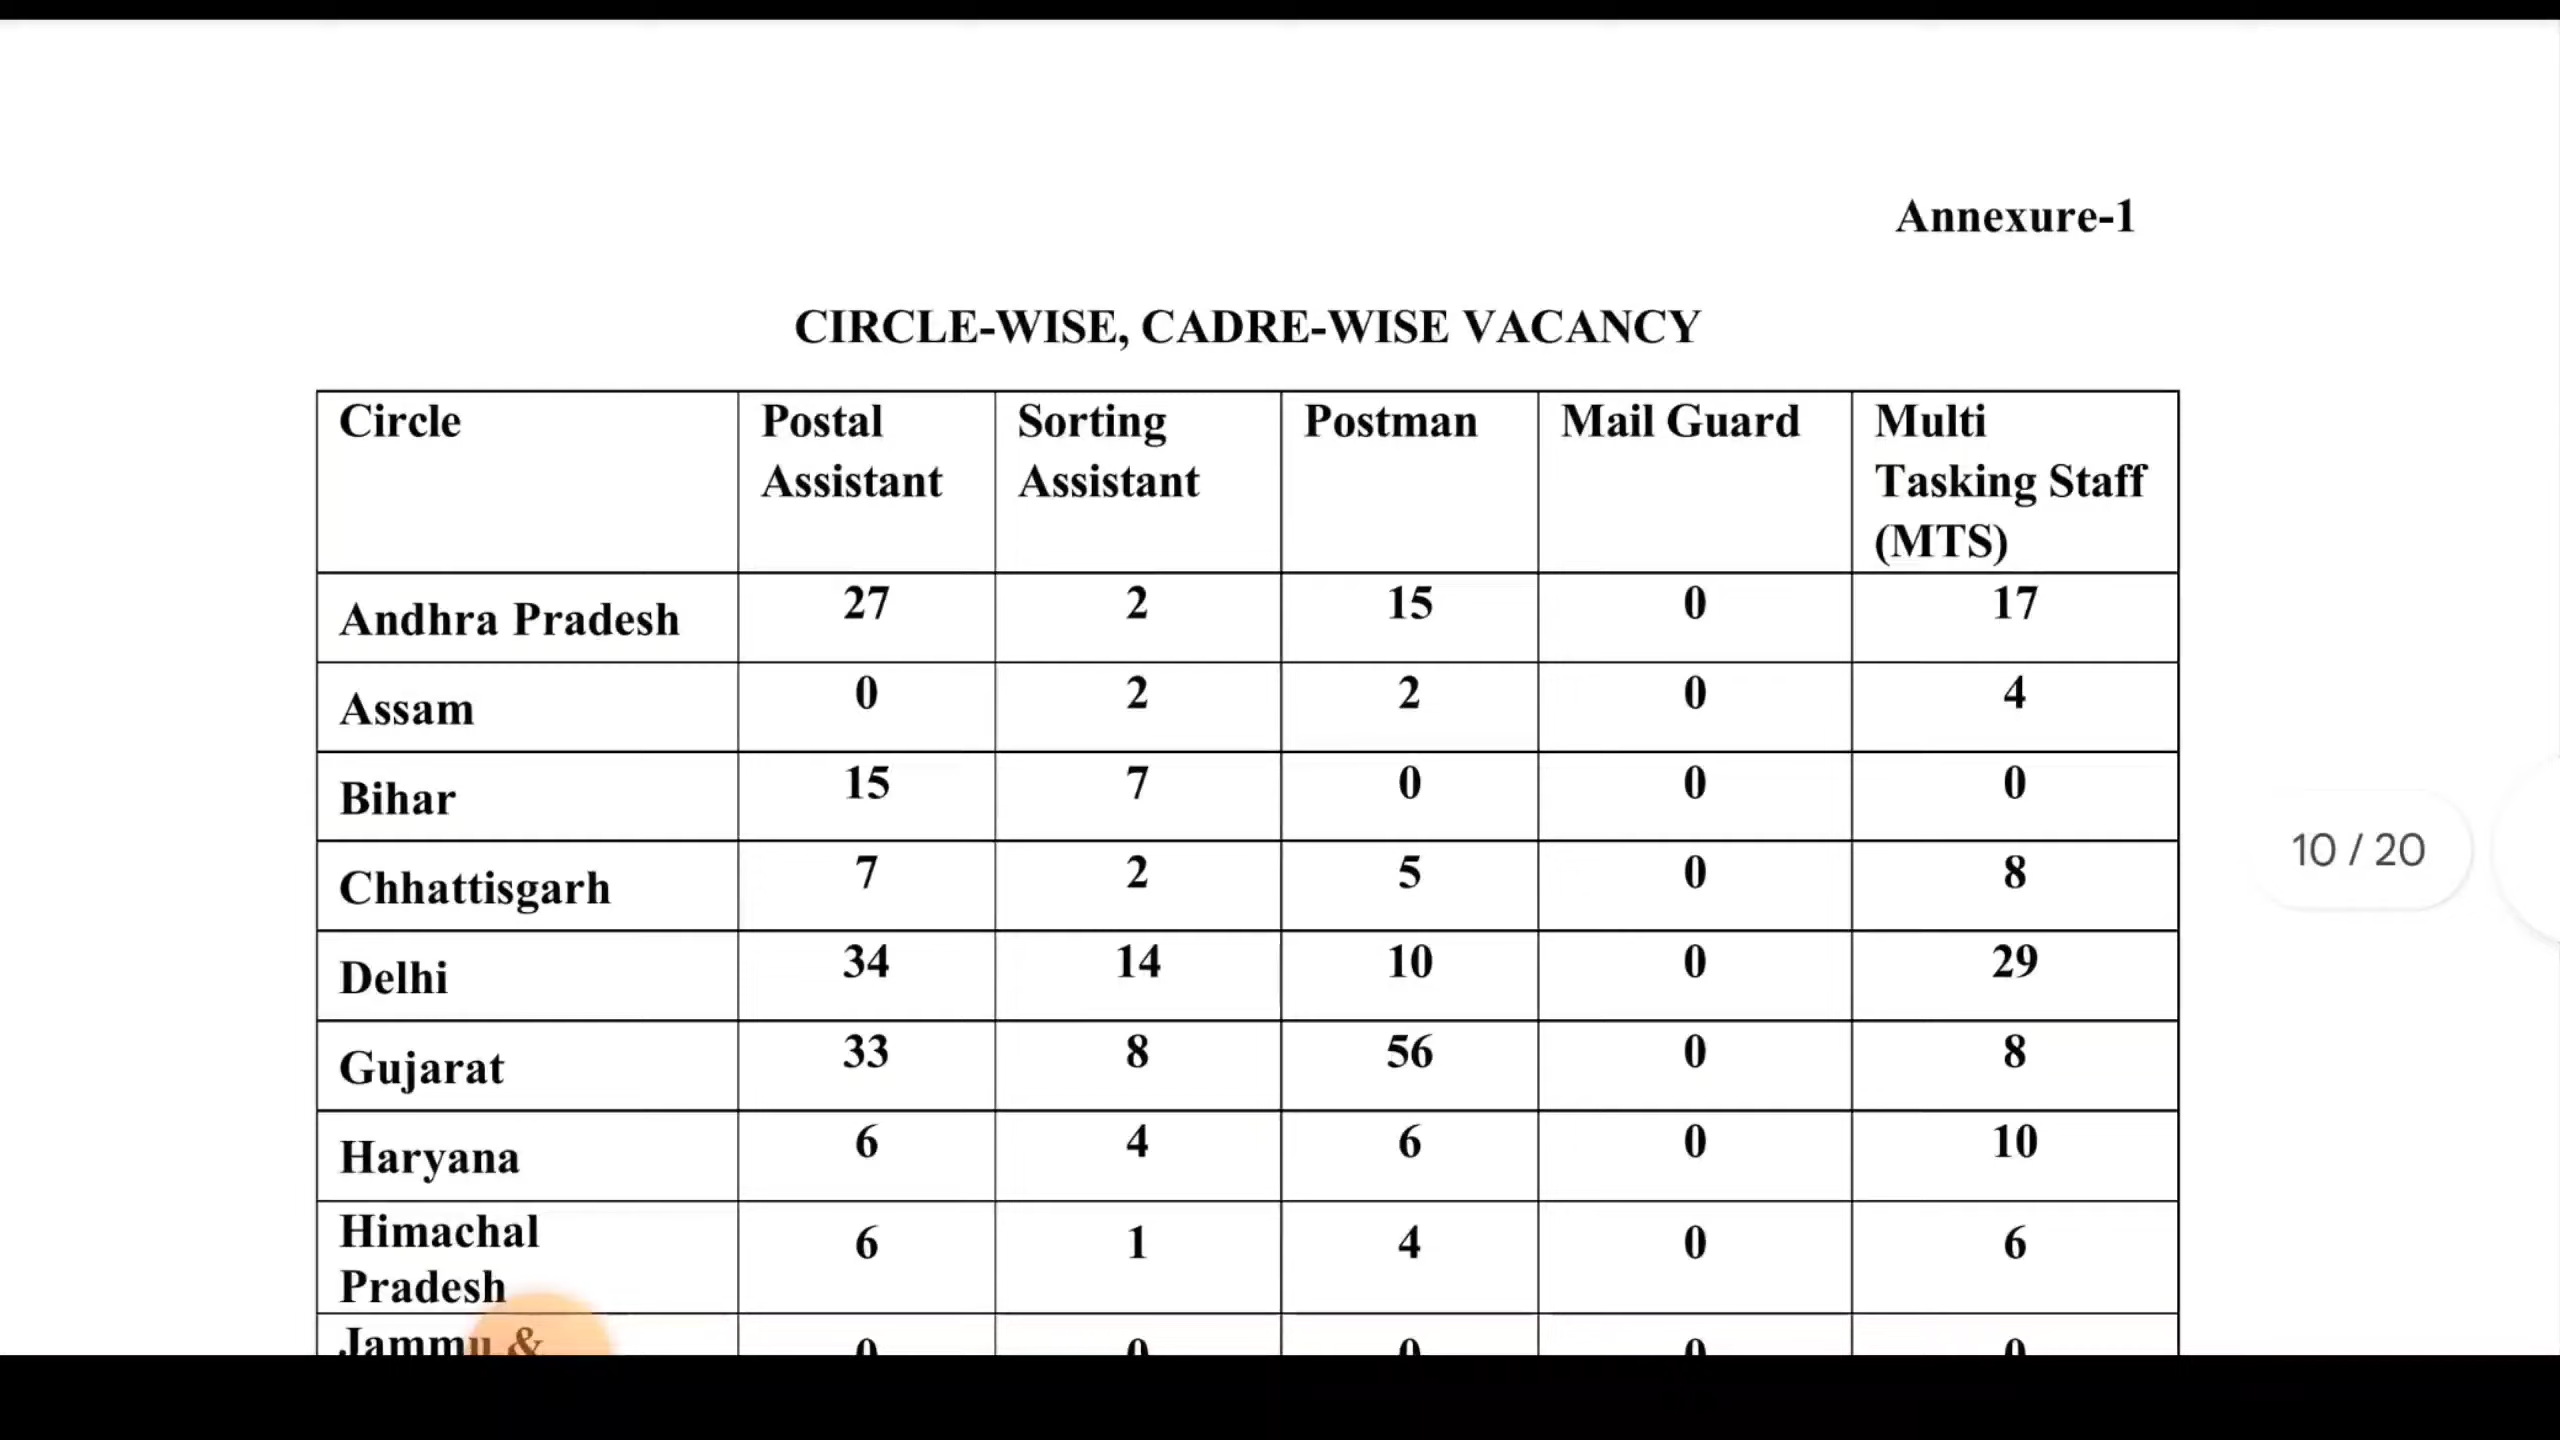 Annexure-1
CIRCLE-WISE, CADRE-WISE VACANCY
Circle Postal Assistant Sorting Assistant Postman Mail Guard Multi Tasking Staff (MTS)
Andhra Pradesh 27 2 15 0 17
Assam 0 2 2 0 4
Bihar 15 7 0 0 0
Chhattisgarh 7 2 5 0 8
Delhi 34 14 10 0 29
10 / 20
Gujarat 33 8 56 0 8
Haryana 6 4 6 0 10
Himachal Pradesh 6 1 4 0 6
Jammu & 0 0 0 0 0